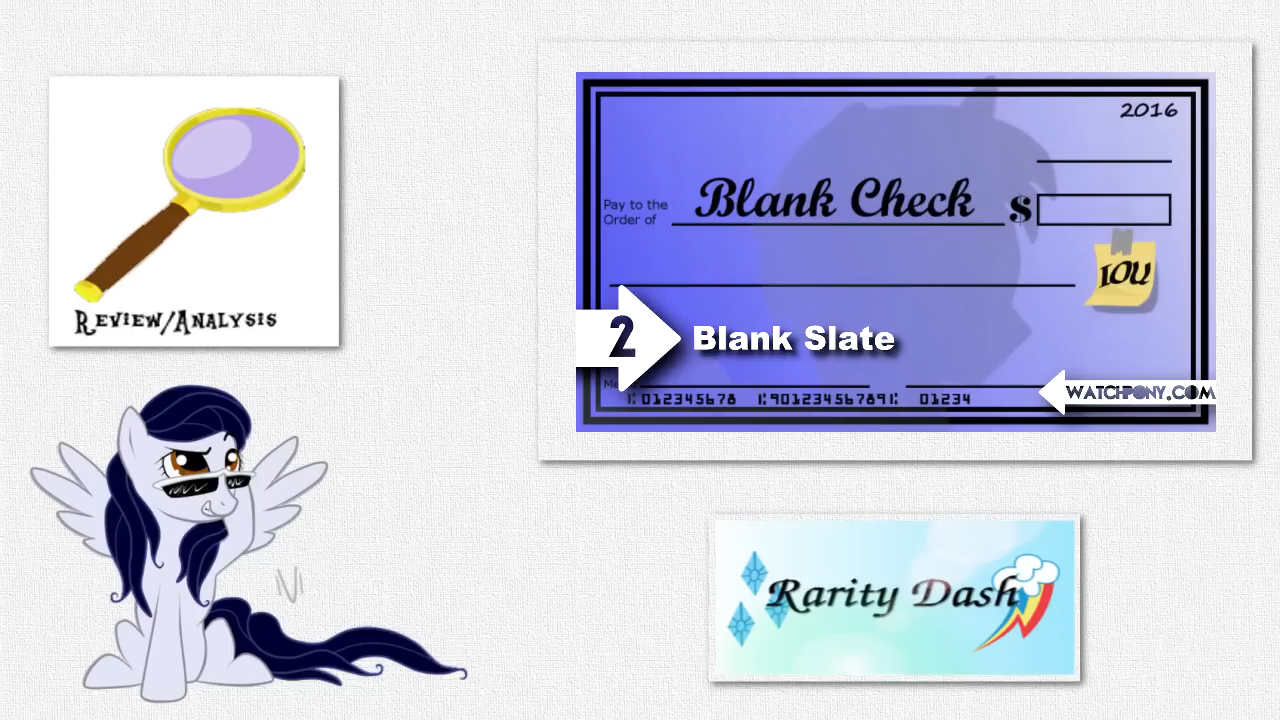 Review/Analysis
2016
Pay to the
Order of
Blank Check
$
IOU
2
Blank Slate
WATCHPONY.COM
⑆012345678 ⑆901234567891⑆ 01234
Rarity Dash